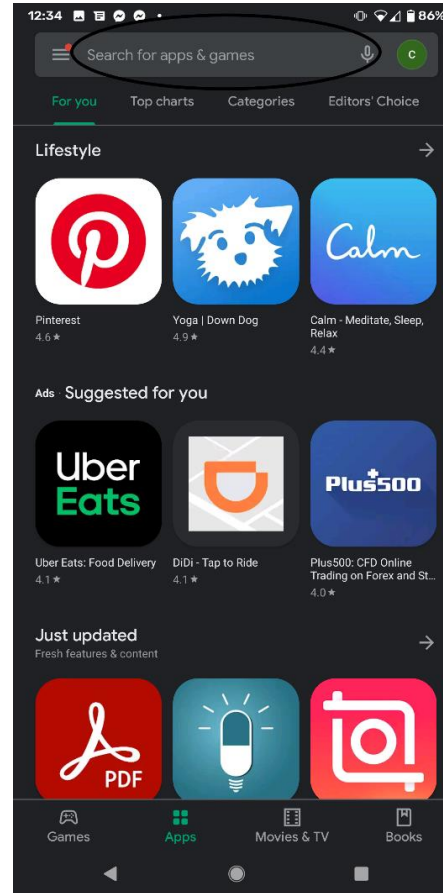 12:34 86%
Search for apps & games C
For you Top charts Categories Editors' Choice
Lifestyle
Calm
Pinterest Yoga | Down Dog Calm - Meditate, Sleep,
Relax
4.6 ★ 4.9 ★
4.4 ★
Ads · Suggested for you
Uber
Eats
Plus500
Uber Eats: Food Delivery DiDi - Tap to Ride Plus500: CFD Online
Trading on Forex and St...
4.1 ★ 4.1 ★
4.0 ★
Just updated
Fresh features & content
PDF
Games Apps Movies & TV Books